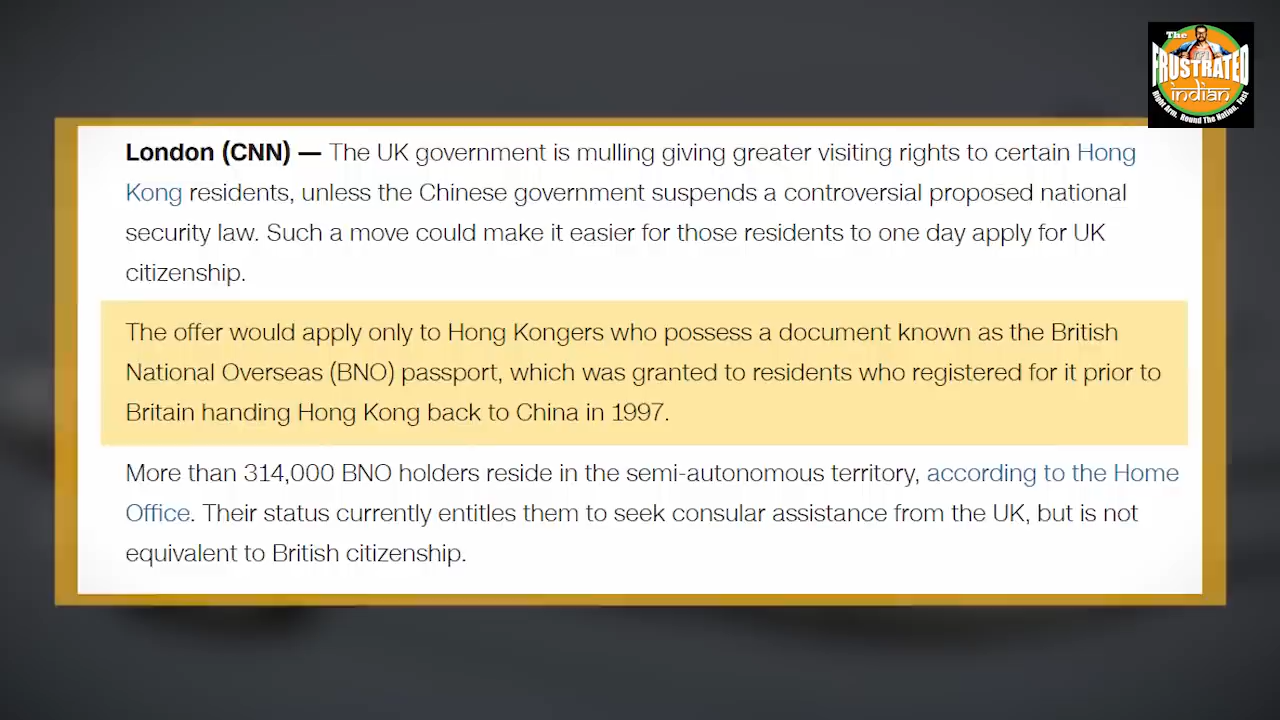 The
FRUSTRATED
indian
Right Arm, Round The Nation, Fast
London (CNN) — The UK government is mulling giving greater visiting rights to certain Hong
Kong residents, unless the Chinese government suspends a controversial proposed national
security law. Such a move could make it easier for those residents to one day apply for UK
citizenship.
The offer would apply only to Hong Kongers who possess a document known as the British
National Overseas (BNO) passport, which was granted to residents who registered for it prior to
Britain handing Hong Kong back to China in 1997.
More than 314,000 BNO holders reside in the semi-autonomous territory, according to the Home
Office. Their status currently entitles them to seek consular assistance from the UK, but is not
equivalent to British citizenship.